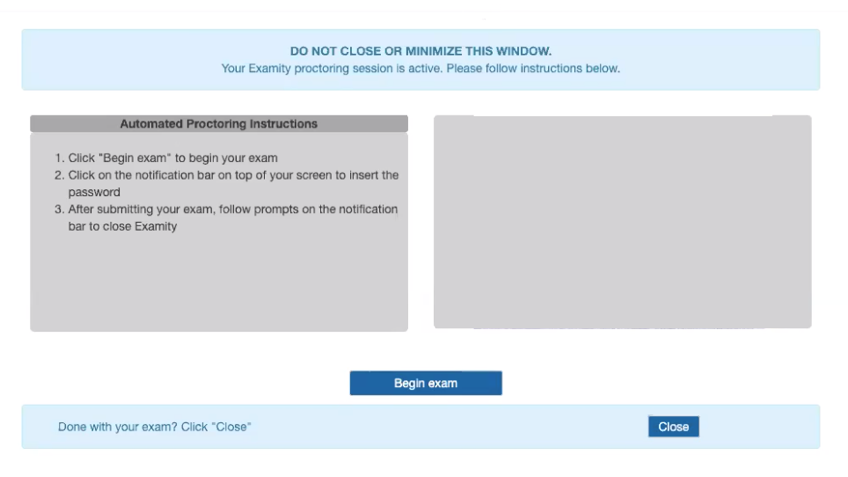 DO NOT CLOSE OR MINIMIZE THIS WINDOW.
Your Examity proctoring session is active. Please follow instructions below.
Automated Proctoring Instructions
1. Click "Begin exam" to begin your exam
2. Click on the notification bar on top of your screen to insert the
password
3. After submitting your exam, follow prompts on the notification
bar to close Examity
Begin exam
Done with your exam? Click "Close"
Close